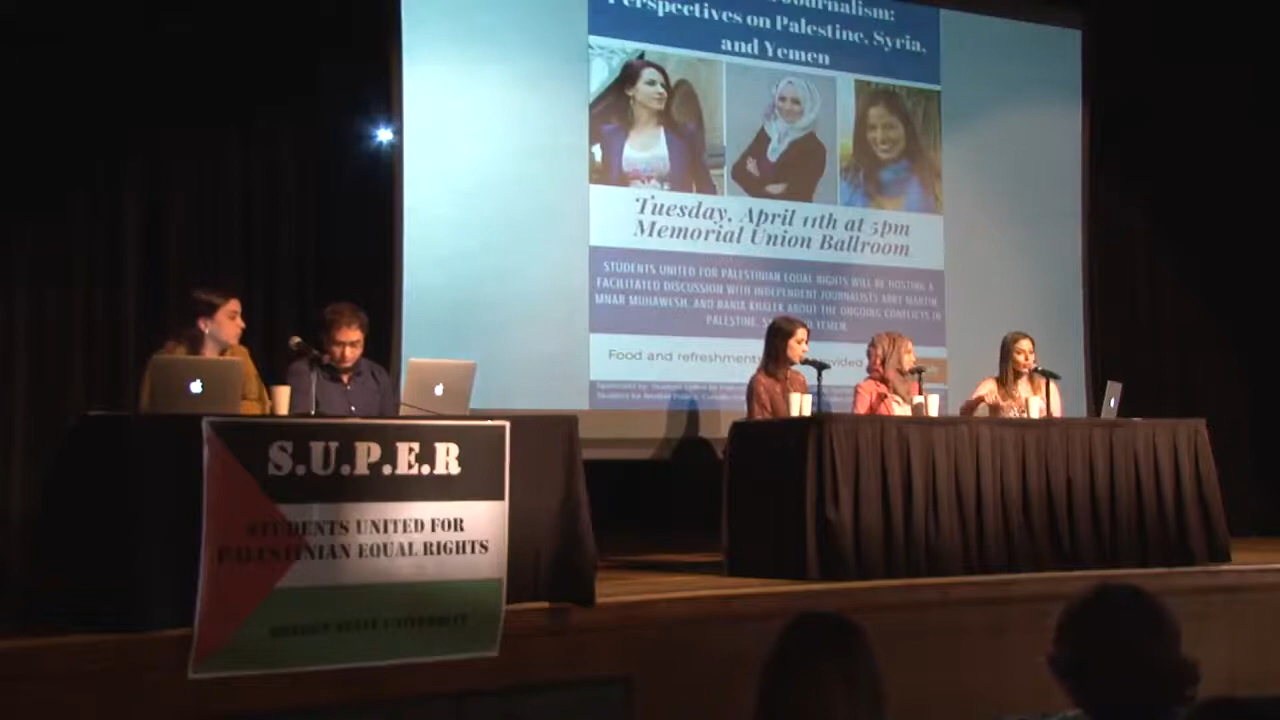 Journalism:
Perspectives on Palestine, Syria,
and Yemen
Tuesday, April 11th at 5pm
Memorial Union Ballroom
STUDENTS UNITED FOR PALESTINIAN EQUAL RIGHTS WILL BE HOSTING A
FACILITATED DISCUSSION WITH INDEPENDENT JOURNALISTS ABBY MARTIN,
MNAR MUHAWESH, AND RANIA KHALEK ABOUT THE ONGOING CONFLICTS IN
PALESTINE, YEMEN.
Food and refreshments provided
S.U.P.E.R
STUDENTS UNITED FOR
PALESTINIAN EQUAL RIGHTS